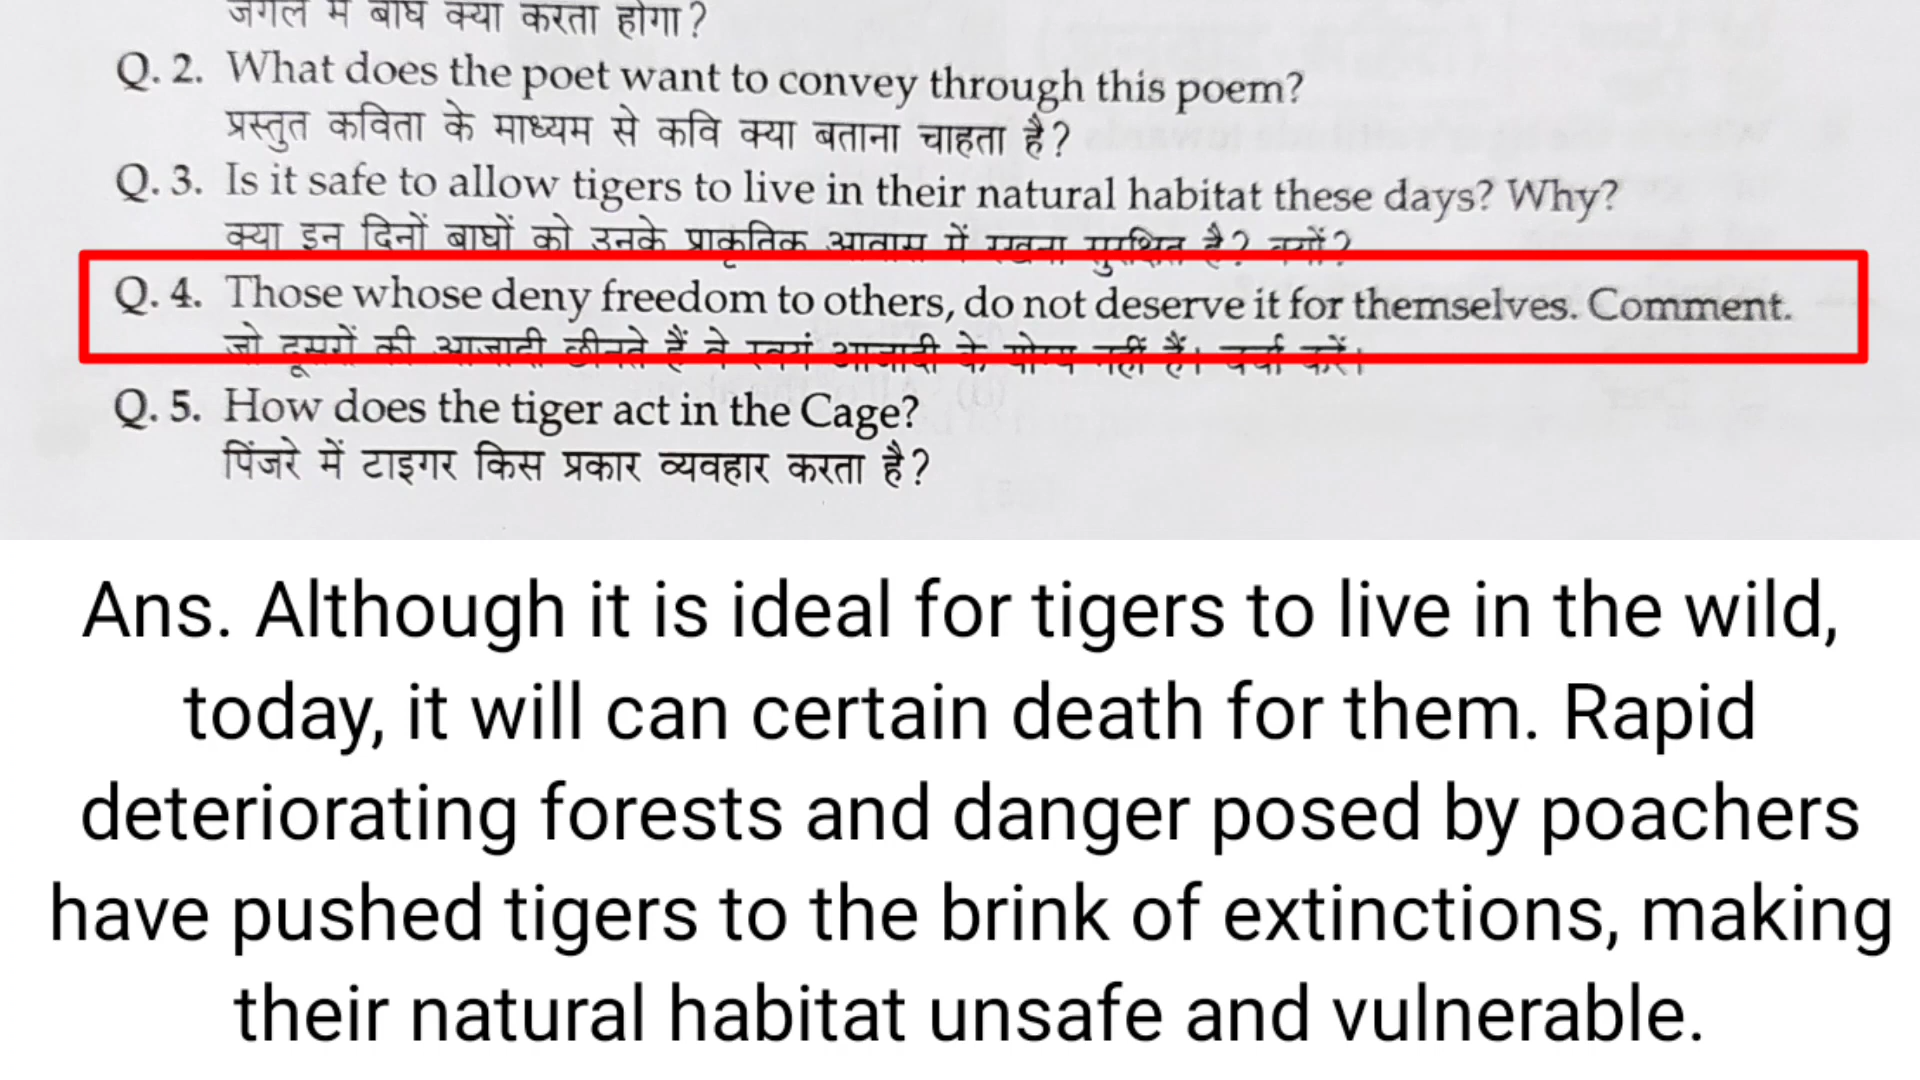 जंगल में बाघ क्या करता होगा?
Q. 2. What does the poet want to convey through this poem?
प्रस्तुत कविता के माध्यम से कवि क्या बताना चाहता है?
Q. 3. Is it safe to allow tigers to live in their natural habitat these days? Why?
क्या इन दिनों बाघों को उनके प्राकृतिक आवास में रखना सुरक्षित है? क्यों?
Q. 4. Those whose deny freedom to others, do not deserve it for themselves. Comment.
जो दूसरों की आजादी छीनते हैं वे स्वयं आजादी के योग्य नहीं हैं। चर्चा करें।
Q. 5. How does the tiger act in the Cage?
पिंजरे में टाइगर किस प्रकार व्यवहार करता है?
Ans. Although it is ideal for tigers to live in the wild,
today, it will can certain death for them. Rapid
deteriorating forests and danger posed by poachers
have pushed tigers to the brink of extinctions, making
their natural habitat unsafe and vulnerable.